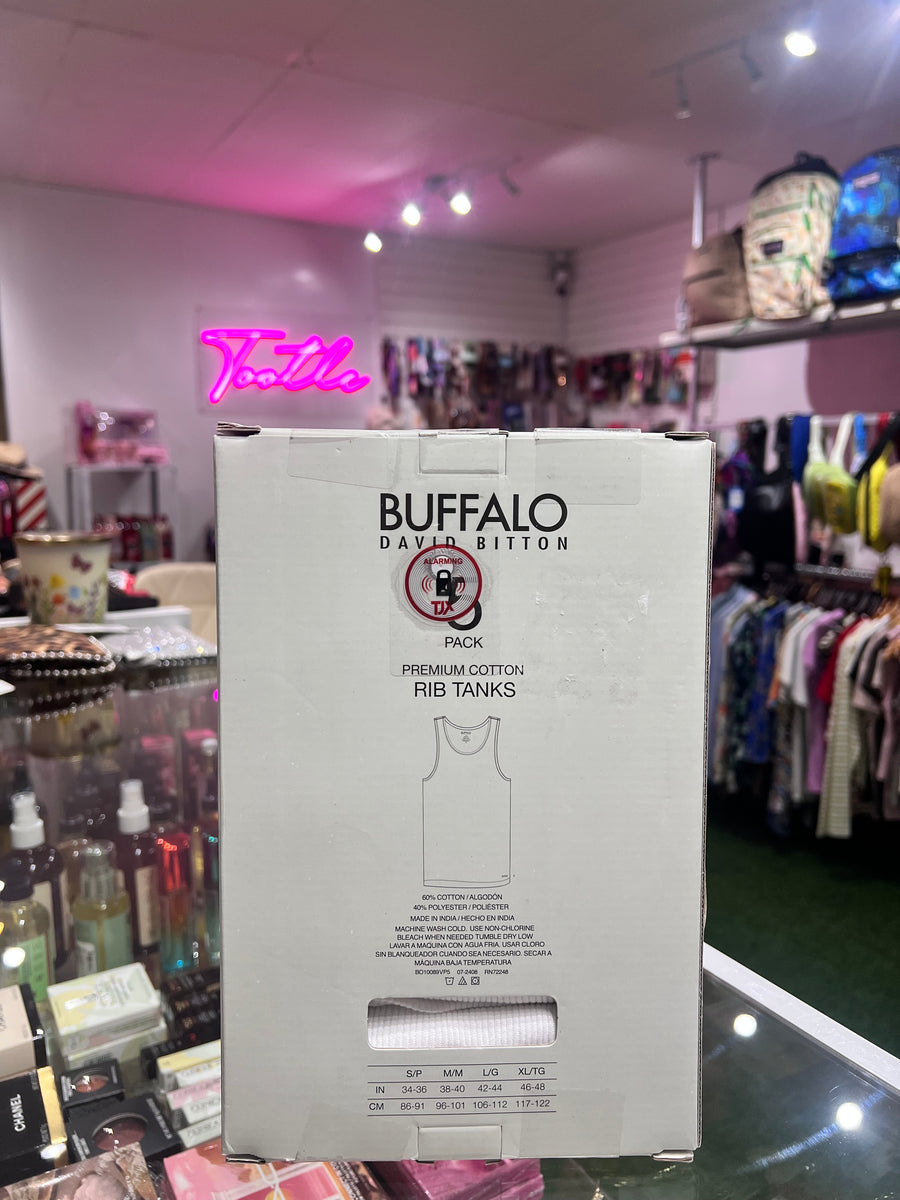 Tootle
BUFFALO
DAVID BITTON
ALARMING
TJX
PACK
PREMIUM COTTON
RIB TANKS
60% COTTON / ALGODÓN
40% POLYESTER / POLIÉSTER
MADE IN INDIA / HECHO EN INDIA
MACHINE WASH COLD. USE NON-CHLORINE
BLEACH WHEN NEEDED TUMBLE DRY LOW
LAVAR A MAQUINA CON AGUA FRIA. USAR CLORO
SIN BLANQUEADOR CUANDO SEA NECESARIO. SECAR A
MÁQUINA BAJA TEMPERATURA
BO10089VP5 07-2408 RN72248
S/P M/M L/G XL/TG
IN 34-36 38-40 42-44 46-48
CM 86-91 96-101 106-112 117-122
CHANEL